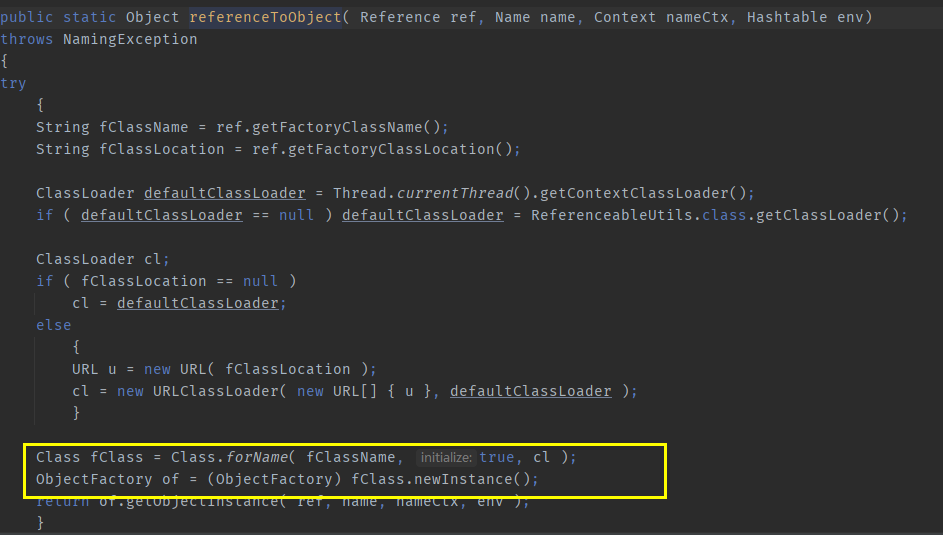 public static Object referenceToObject( Reference ref, Name name, Context nameCtx, Hashtable env)
throws NamingException
{
try
{
String fClassName = ref.getFactoryClassName();
String fClassLocation = ref.getFactoryClassLocation();
ClassLoader defaultClassLoader = Thread.currentThread().getContextClassLoader();
if ( defaultClassLoader == null ) defaultClassLoader = ReferenceableUtils.class.getClassLoader();
ClassLoader cl;
if ( fClassLocation == null )
cl = defaultClassLoader;
else
{
URL u = new URL( fClassLocation );
cl = new URLClassLoader( new URL[] { u }, defaultClassLoader );
}
Class fClass = Class.forName( fClassName, initialize: true, cl );
ObjectFactory of = (ObjectFactory) fClass.newInstance();
return of.getObjectInstance( ref, name, nameCtx, env );
}